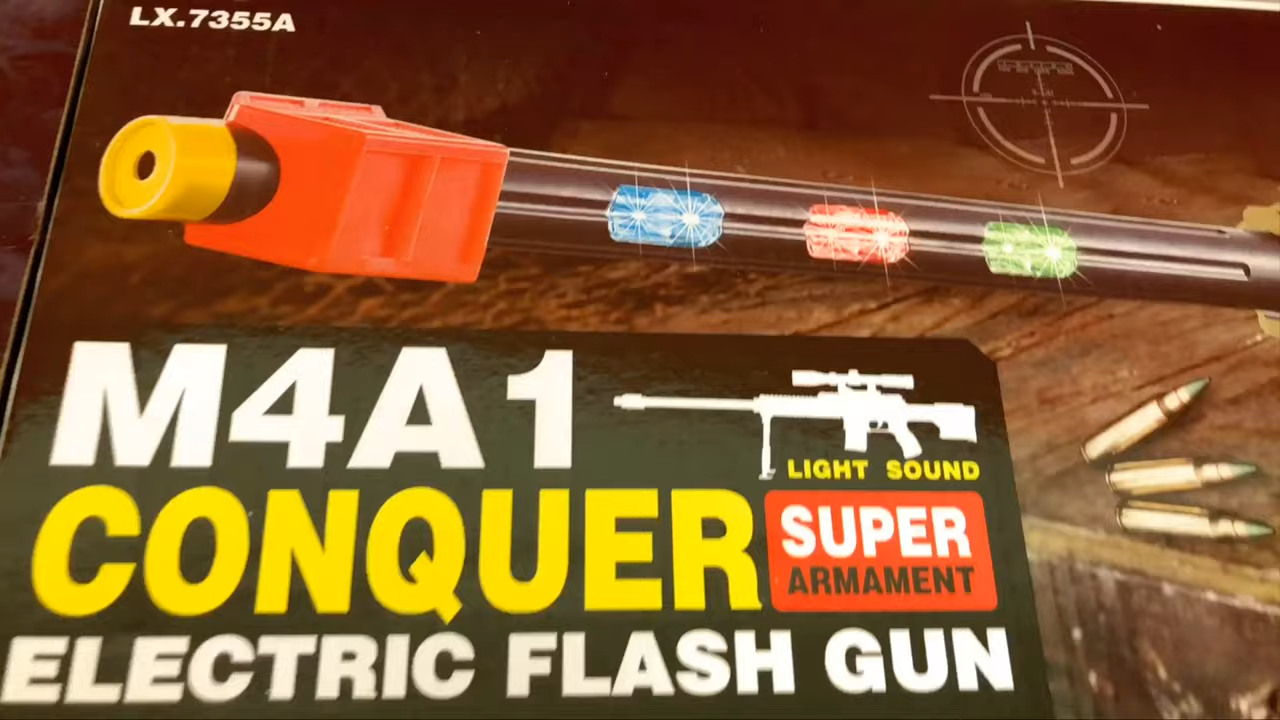 LX.7355A
M4A1
LIGHT SOUND
CONQUER
SUPER
ARMAMENT
ELECTRIC FLASH GUN